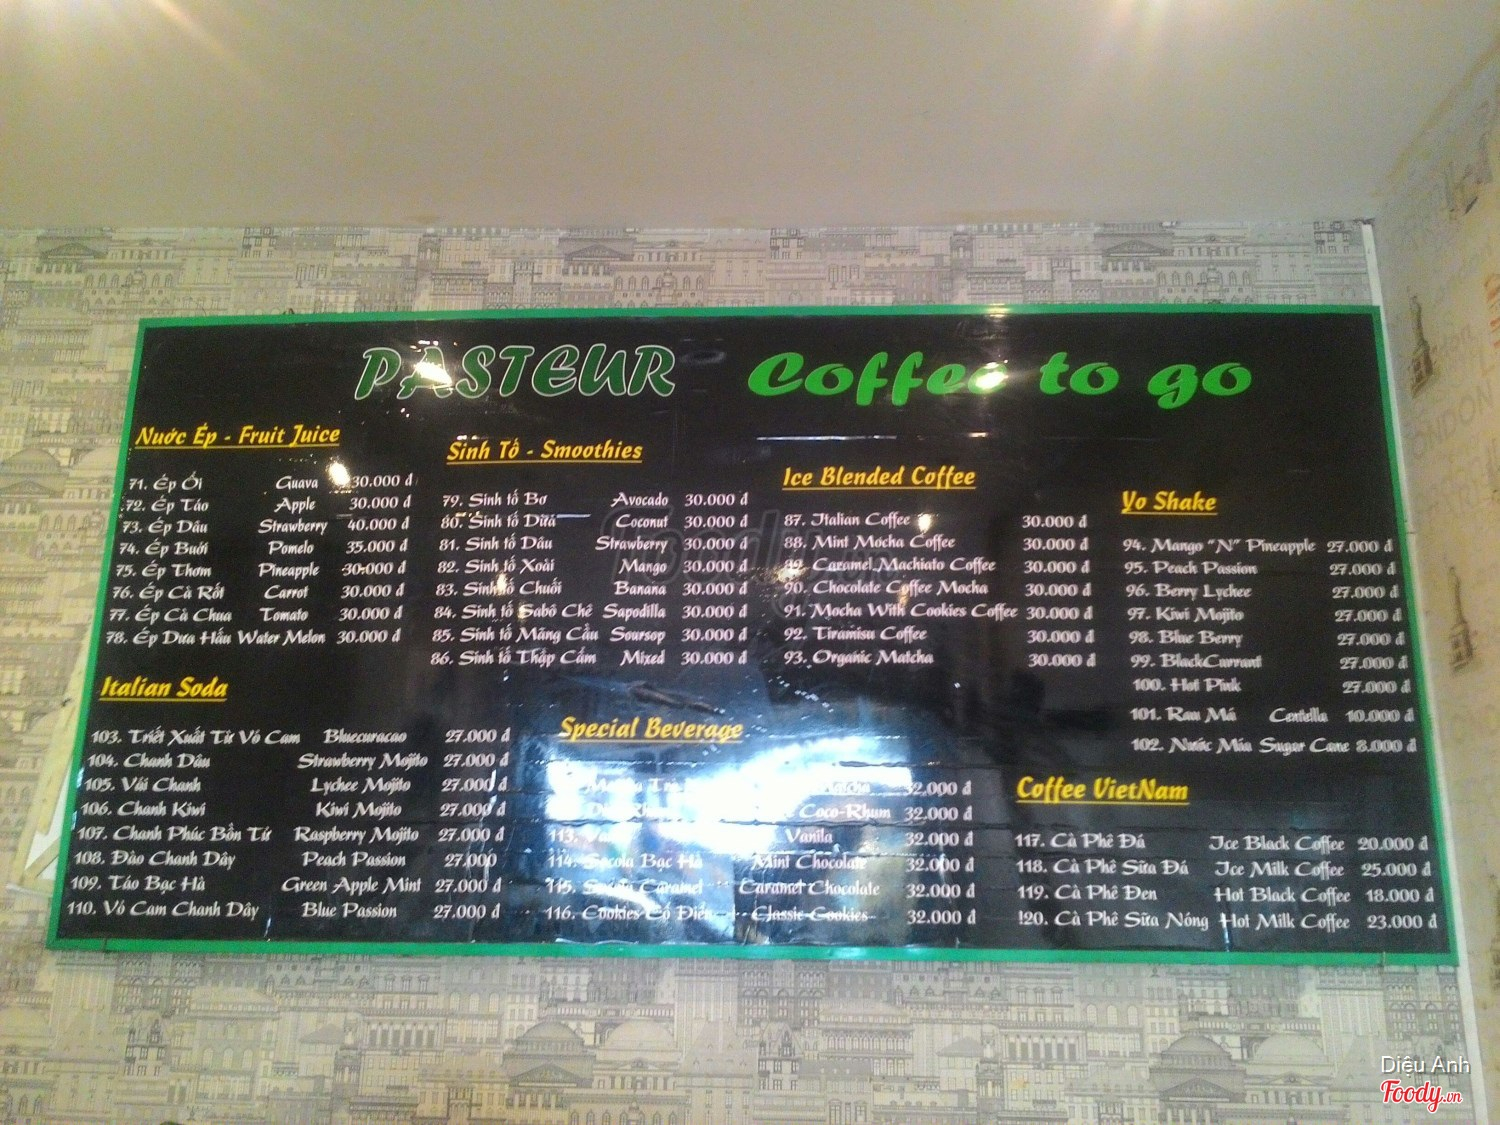 PASTEUR Coffee to go
Nước Ép - Fruit Juice
71. Ép Ổi Guava 30.000 đ
72. Ép Táo Apple 30.000 đ
73. Ép Dâu Strawberry 40.000 đ
74. Ép Bưởi Pomelo 35.000 đ
75. Ép Thơm Pineapple 30.000 đ
76. Ép Cà Rốt Carrot 30.000 đ
77. Ép Cà Chua Tomato 30.000 đ
78. Ép Dưa Hấu Water Melon 30.000 đ
Sinh Tố - Smoothies
79. Sinh tố Bơ Avocado 30.000 đ
80. Sinh tố Dừa Coconut 30.000 đ
81. Sinh tố Dâu Strawberry 30.000 đ
82. Sinh tố Xoài Mango 30.000 đ
83. Sinh tố Chuối Banana 30.000 đ
84. Sinh tố Sabô Chê Sapodilla 30.000 đ
85. Sinh tố Mãng Cầu Soursop 30.000 đ
86. Sinh tố Thập Cẩm Mixed 30.000 đ
Ice Blended Coffee
87. Italian Coffee 30.000 đ
88. Mint Mocha Coffee 30.000 đ
89. Caramel Machiato Coffee 30.000 đ
90. Chocolate Coffee Mocha 30.000 đ
91. Mocha With Cookies Coffee 30.000 đ
92. Tiramisu Coffee 30.000 đ
93. Organic Matcha 30.000 đ
Yo Shake
94. Mango "N" Pineapple 27.000 đ
95. Peach Passion 27.000 đ
96. Berry Lychee 27.000 đ
97. Kiwi Mojito 27.000 đ
98. Blue Berry 27.000 đ
99. BlackCurrant 27.000 đ
100. Hot Pink 27.000 đ
101. Rau Má Centella 10.000 đ
102. Nước Mía Sugar Cane 8.000 đ
Italian Soda
103. Triết Xuất Từ Vỏ Cam Bluecuracao 27.000 đ
104. Chanh Dâu Strawberry Mojito 27.000 đ
105. Vải Chanh Lychee Mojito 27.000 đ
106. Chanh Kiwi Kiwi Mojito 27.000 đ
107. Chanh Phúc Bồn Tử Raspberry Mojito 27.000 đ
108. Đào Chanh Dây Peach Passion 27.000
109. Táo Bạc Hà Green Apple Mint 27.000 đ
110. Vỏ Cam Chanh Dây Blue Passion 27.000 đ
Special Beverage
32.000 đ
Coco-Rhum 32.000 đ
113. Vanila 32.000 đ
114. Socola Bạc Hà Mint Chocolate 32.000 đ
115. Socola Caramel Caramel Chocolate 32.000 đ
116. Cookies Cổ Điển Classic Cookies 32.000 đ
Coffee VietNam
117. Cà Phê Đá Ice Black Coffee 20.000 đ
118. Cà Phê Sữa Đá Ice Milk Coffee 25.000 đ
119. Cà Phê Đen Hot Black Coffee 18.000 đ
120. Cà Phê Sữa Nóng Hot Milk Coffee 23.000 đ
Diệu Anh
Foody.vn